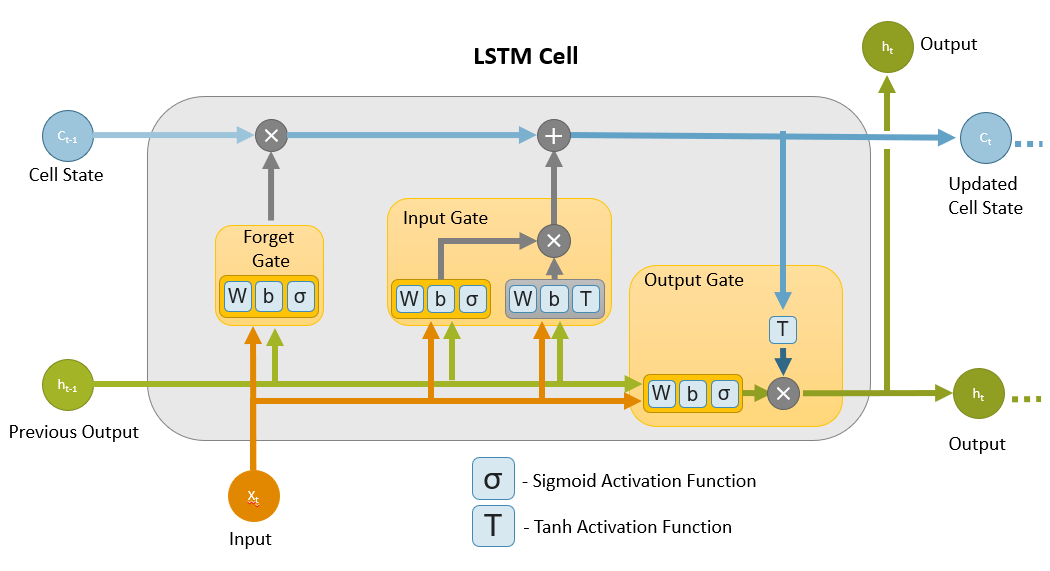 LSTM Cell
hₜ
Output
Cₜ₋₁
Cell State
×
+
Cₜ
Updated
Cell State
Forget
Gate
W b σ
Input Gate
×
W b σ
W b T
Output Gate
T
W b σ
×
hₜ₋₁
Previous Output
hₜ
Output
Xₜ
Input
σ - Sigmoid Activation Function
T - Tanh Activation Function